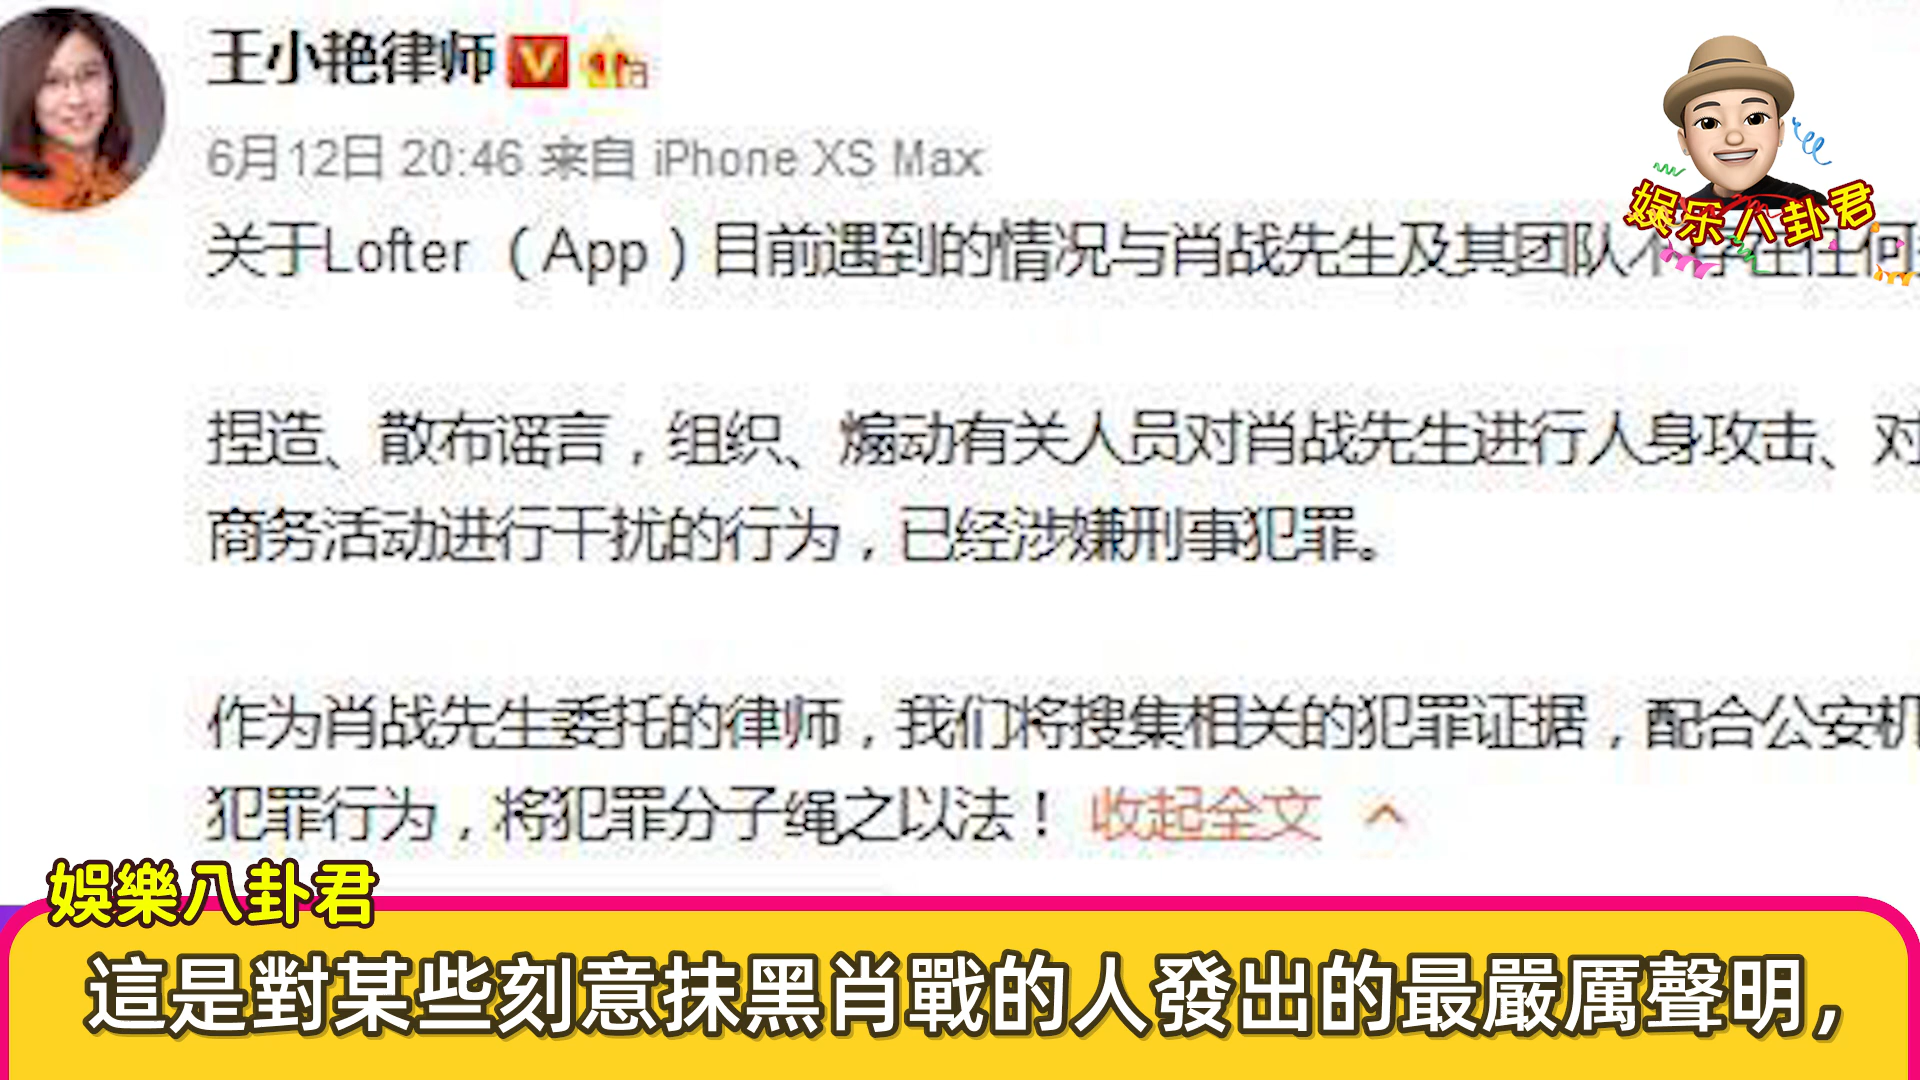 王小艳律师
6月12日 20:46 来自 iPhone XS Max
娱乐八卦君
关于Lofter（App）目前遇到的情况与肖战先生及其团队不存在任何
捏造、散布谣言，组织、煽动有关人员对肖战先生进行人身攻击、对
商务活动进行干扰的行为，已经涉嫌刑事犯罪。
作为肖战先生委托的律师，我们将搜集相关的犯罪证据，配合公安机
犯罪行为，将犯罪分子绳之以法！ 收起全文
娛樂八卦君
這是對某些刻意抹黑肖戰的人發出的最嚴厲聲明，